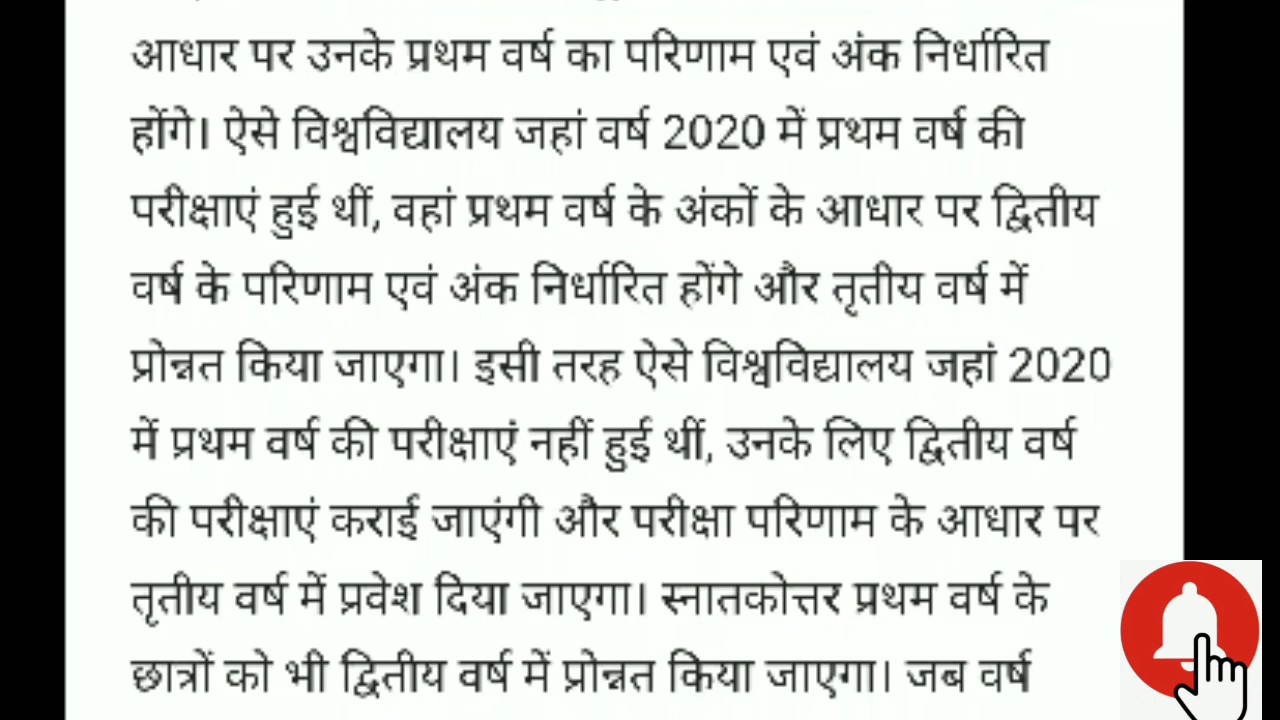 आधार पर उनके प्रथम वर्ष का परिणाम एवं अंक निर्धारित
होंगे। ऐसे विश्वविद्यालय जहां वर्ष 2020 में प्रथम वर्ष की
परीक्षाएं हुई थीं, वहां प्रथम वर्ष के अंकों के आधार पर द्वितीय
वर्ष के परिणाम एवं अंक निर्धारित होंगे और तृतीय वर्ष में
प्रोन्नत किया जाएगा। इसी तरह ऐसे विश्वविद्यालय जहां 2020
में प्रथम वर्ष की परीक्षाएं नहीं हुई थीं, उनके लिए द्वितीय वर्ष
की परीक्षाएं कराई जाएंगी और परीक्षा परिणाम के आधार पर
तृतीय वर्ष में प्रवेश दिया जाएगा। स्नातकोत्तर प्रथम वर्ष के
छात्रों को भी द्वितीय वर्ष में प्रोन्नत किया जाएगा। जब वर्ष